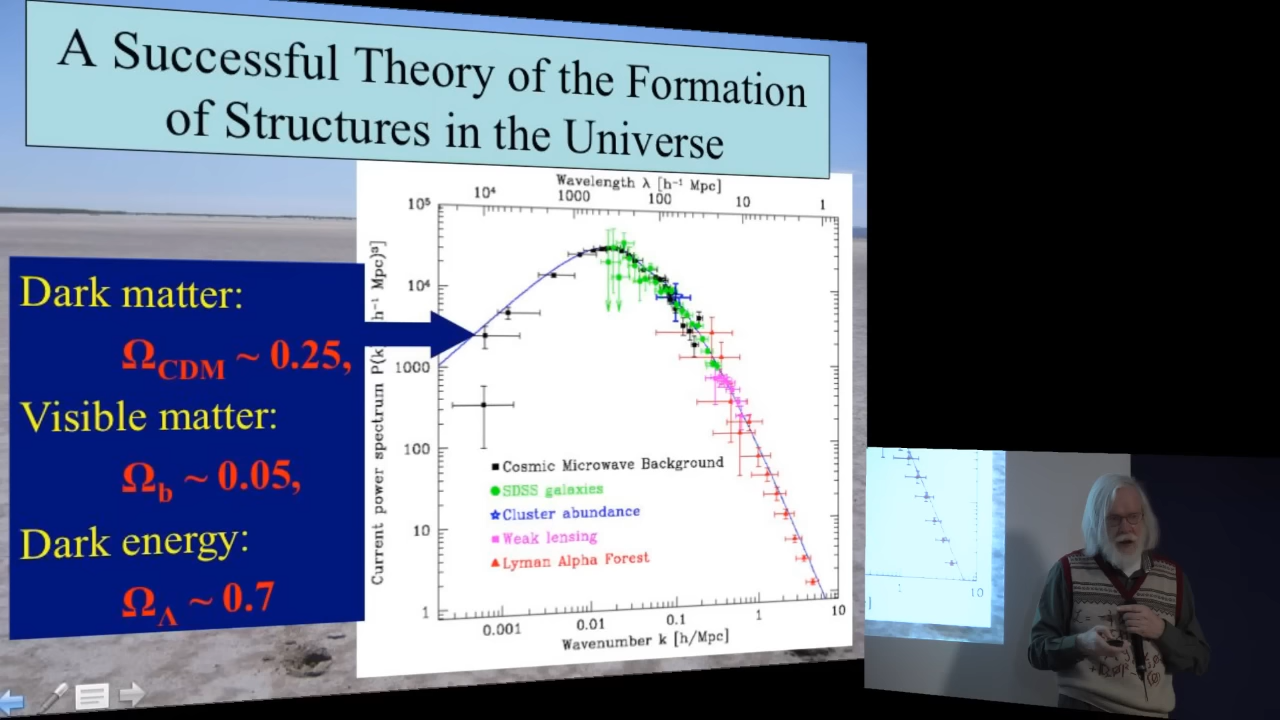 A Successful Theory of the Formation
of Structures in the Universe
Dark matter:
Ω_CDM ~ 0.25,
Visible matter:
Ω_b ~ 0.05,
Dark energy:
Ω_Λ ~ 0.7
Wavelength λ [h⁻¹ Mpc]
10⁴ 1000 100 10 1
10⁵
10⁴
1000
100
10
1
Current power spectrum P(k) h⁻¹ Mpc)³]
Cosmic Microwave Background
SDSS galaxies
Cluster abundance
Weak lensing
Lyman Alpha Forest
0.001 0.01 0.1 1 10
Wavenumber k [h/Mpc]
1 10